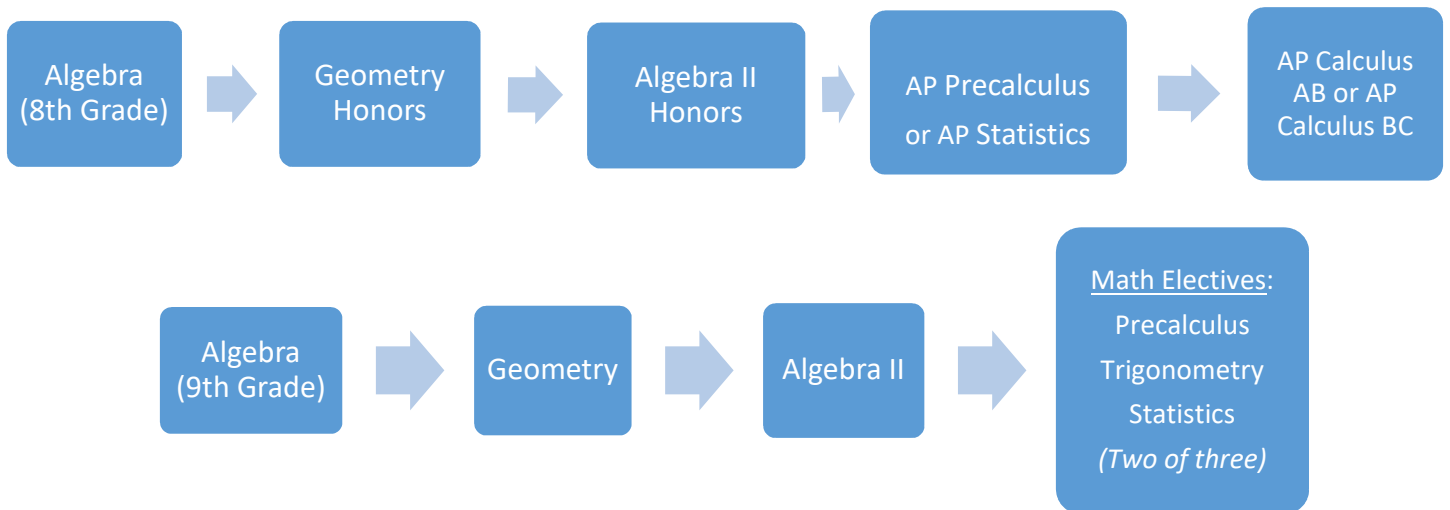 Algebra
(8th Grade)
Geometry
Honors
Algebra II
Honors
AP Precalculus
or AP Statistics
AP Calculus
AB or AP
Calculus BC
Algebra
(9th Grade)
Geometry
Algebra II
Math Electives:
Precalculus
Trigonometry
Statistics
(Two of three)